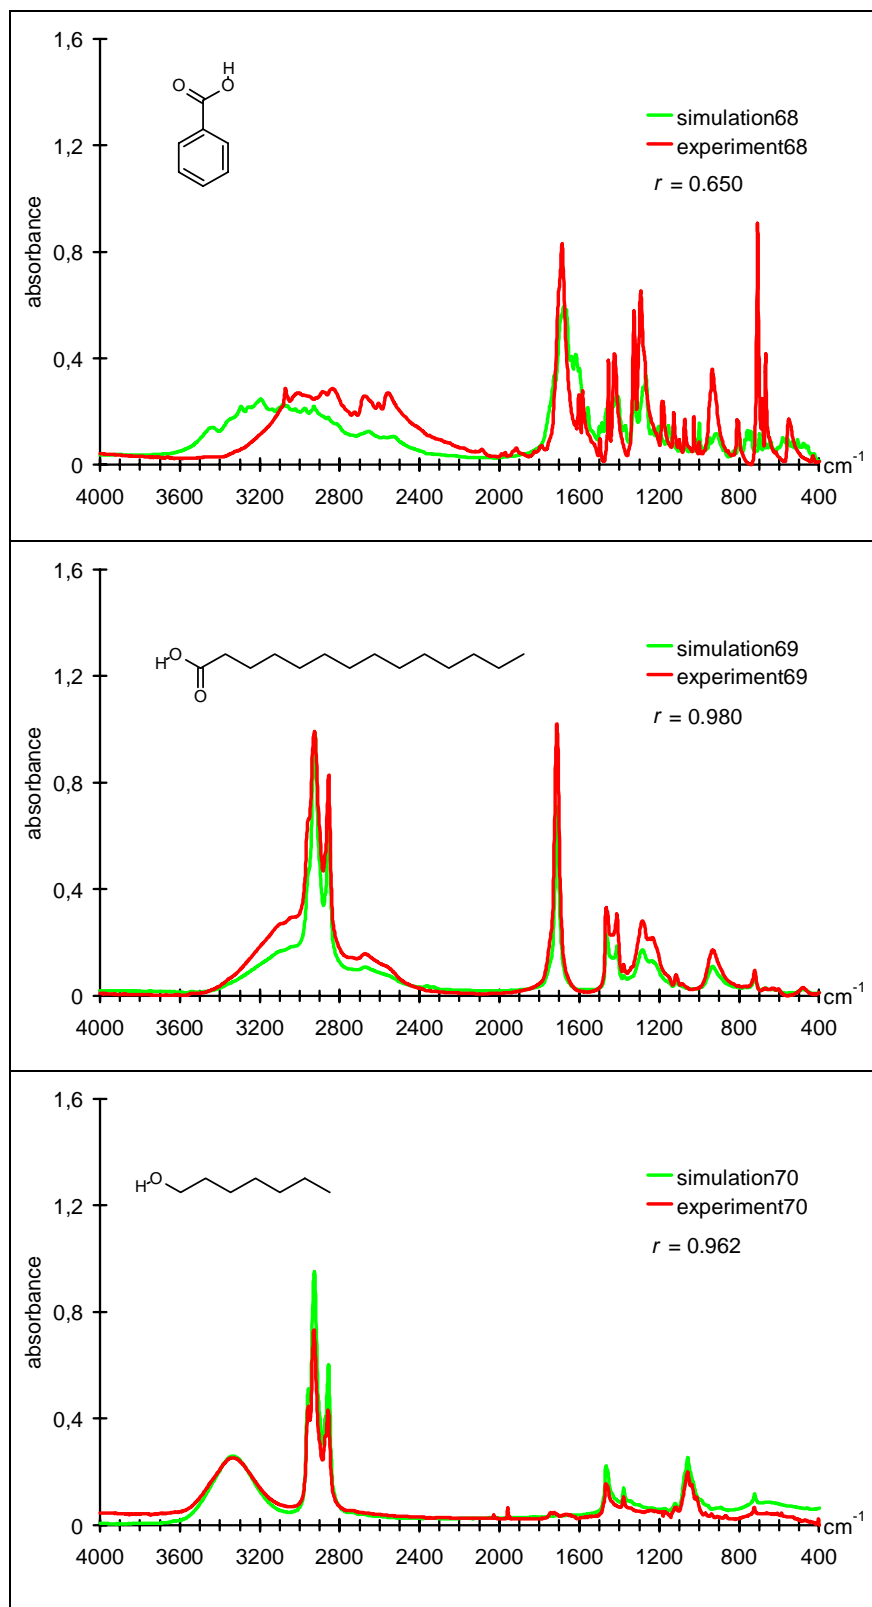 1,6
H
O
O
simulation68
experiment68
r = 0.650
1,2
absorbance
0,8
0,4
0
cm-1
4000 3600 3200 2800 2400 2000 1600 1200 800 400
1,6
H O
O
simulation69
experiment69
r = 0.980
1,2
absorbance
0,8
0,4
0
cm-1
4000 3600 3200 2800 2400 2000 1600 1200 800 400
1,6
H O
simulation70
experiment70
r = 0.962
1,2
absorbance
0,8
0,4
0
cm-1
4000 3600 3200 2800 2400 2000 1600 1200 800 400